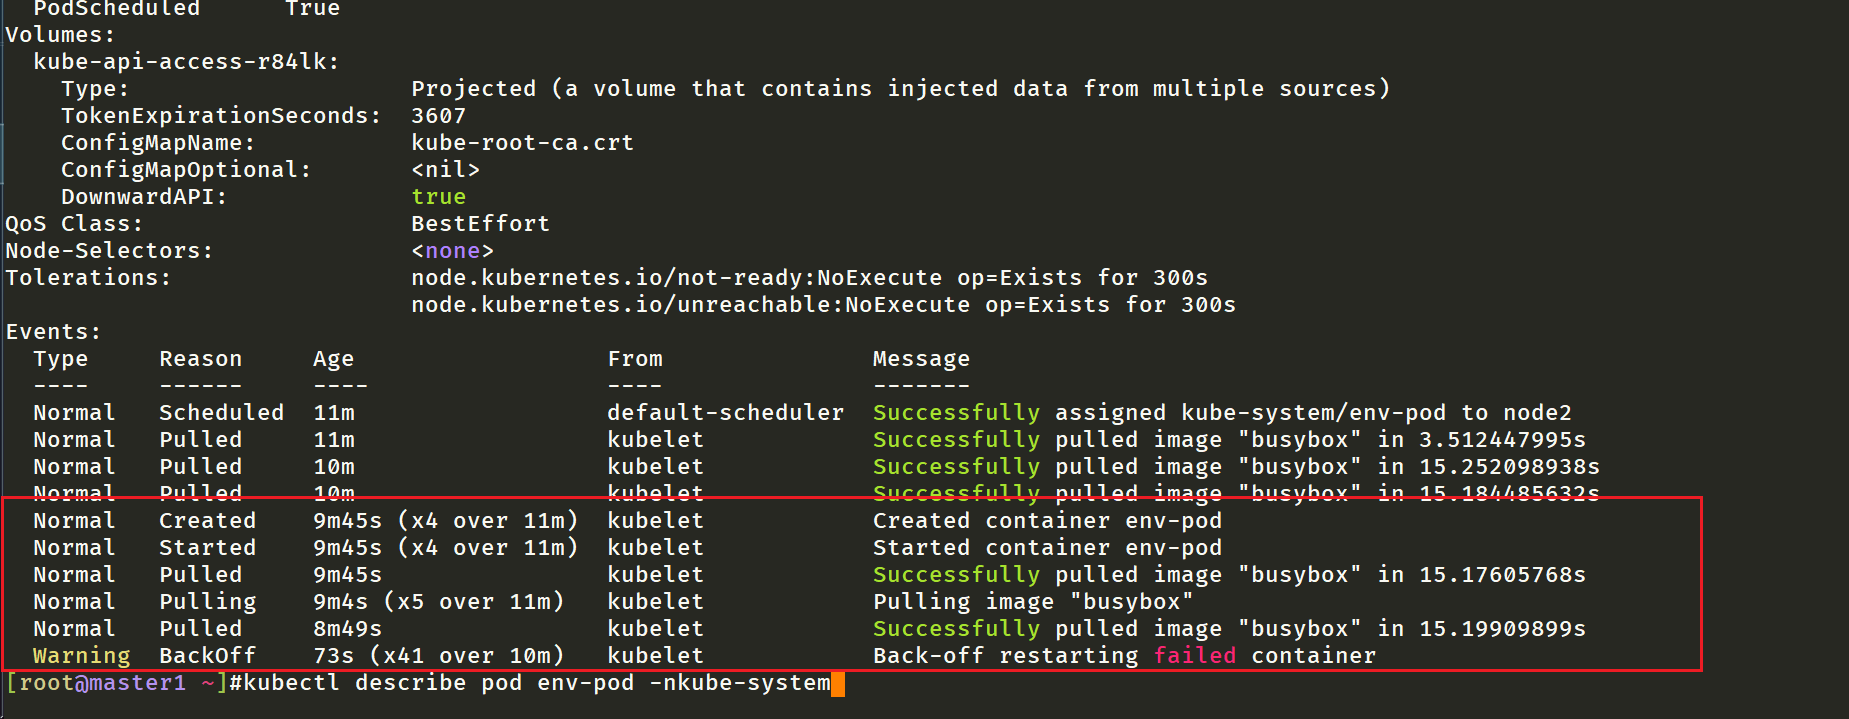 PodScheduled      True
Volumes:
  kube-api-access-r84lk:
    Type:                    Projected (a volume that contains injected data from multiple sources)
    TokenExpirationSeconds:  3607
    ConfigMapName:           kube-root-ca.crt
    ConfigMapOptional:       <nil>
    DownwardAPI:             true
QoS Class:                   BestEffort
Node-Selectors:              <none>
Tolerations:                 node.kubernetes.io/not-ready:NoExecute op=Exists for 300s
                             node.kubernetes.io/unreachable:NoExecute op=Exists for 300s
Events:
  Type     Reason     Age                  From               Message
  ----     ------     ----                 ----               -------
  Normal   Scheduled  11m                  default-scheduler  Successfully assigned kube-system/env-pod to node2
  Normal   Pulled     11m                  kubelet            Successfully pulled image "busybox" in 3.512447995s
  Normal   Pulled     10m                  kubelet            Successfully pulled image "busybox" in 15.252098938s
  Normal   Pulled     10m                  kubelet            Successfully pulled image "busybox" in 15.184485632s
  Normal   Created    9m45s (x4 over 11m)  kubelet            Created container env-pod
  Normal   Started    9m45s (x4 over 11m)  kubelet            Started container env-pod
  Normal   Pulled     9m45s                kubelet            Successfully pulled image "busybox" in 15.17605768s
  Normal   Pulling    9m4s (x5 over 11m)   kubelet            Pulling image "busybox"
  Normal   Pulled     8m49s                kubelet            Successfully pulled image "busybox" in 15.19909899s
  Warning  BackOff    73s (x41 over 10m)   kubelet            Back-off restarting failed container
[root@master1 ~]#kubectl describe pod env-pod -nkube-system